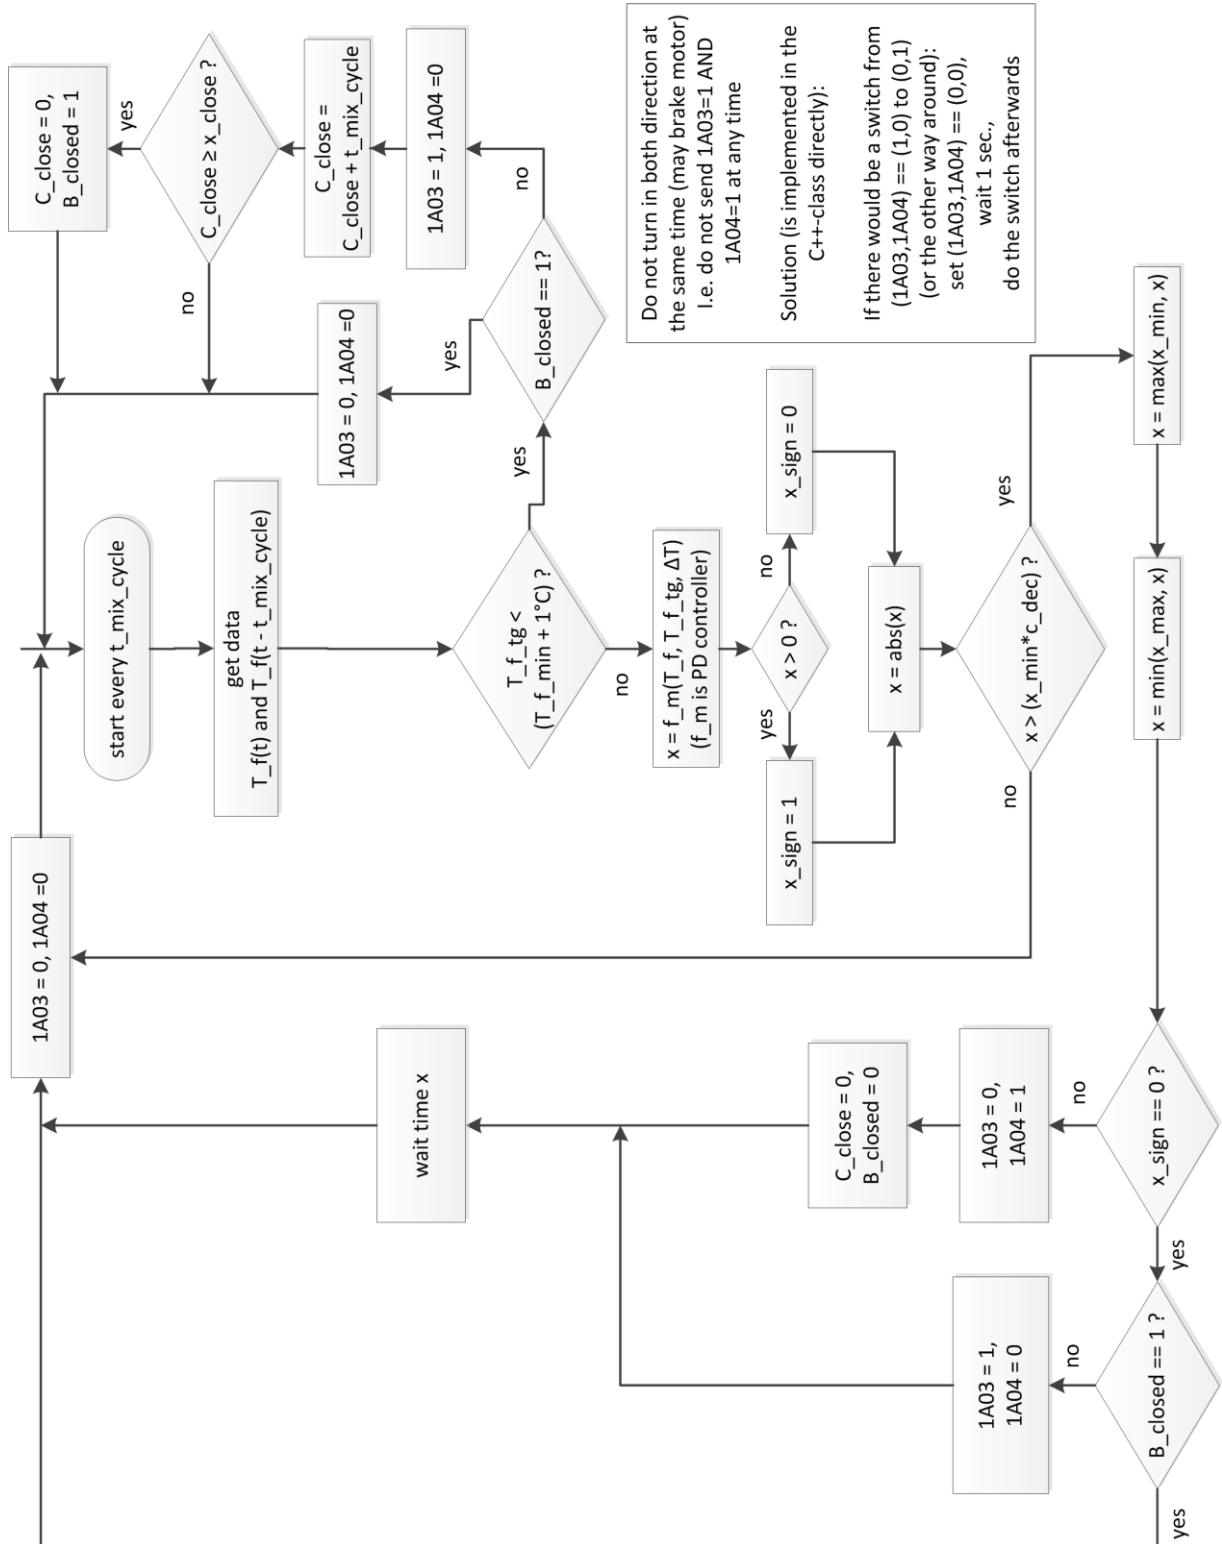 start every t_mix_cycle
get data
T_f(t) and T_f(t - t_mix_cycle)
T_f_tg <
(T_f_min + 1°C) ?
yes
no
B_closed == 1?
yes
no
1A03 = 0, 1A04 =0
1A03 = 1, 1A04 =0
C_close =
C_close + t_mix_cycle
C_close ≥ x_close ?
yes
no
C_close = 0,
B_closed = 1
x = f_m(T_f, T_f_tg, ΔT)
(f_m is PD controller)
x > 0 ?
yes
no
x_sign = 1
x_sign = 0
x = abs(x)
x > (x_min*c_dec) ?
yes
no
1A03 = 0, 1A04 =0
x = max(x_min, x)
x = min(x_max, x)
x_sign == 0 ?
no
yes
1A03 = 0,
1A04 = 1
C_close = 0,
B_closed = 0
wait time x
B_closed == 1 ?
no
yes
1A03 = 1,
1A04 = 0
Do not turn in both direction at
the same time (may brake motor)
I.e. do not send 1A03=1 AND
1A04=1 at any time
Solution (is implemented in the
C++-class directly):
If there would be a switch from
(1A03,1A04) == (1,0) to (0,1)
(or the other way around):
set (1A03,1A04) == (0,0),
wait 1 sec.,
do the switch afterwards